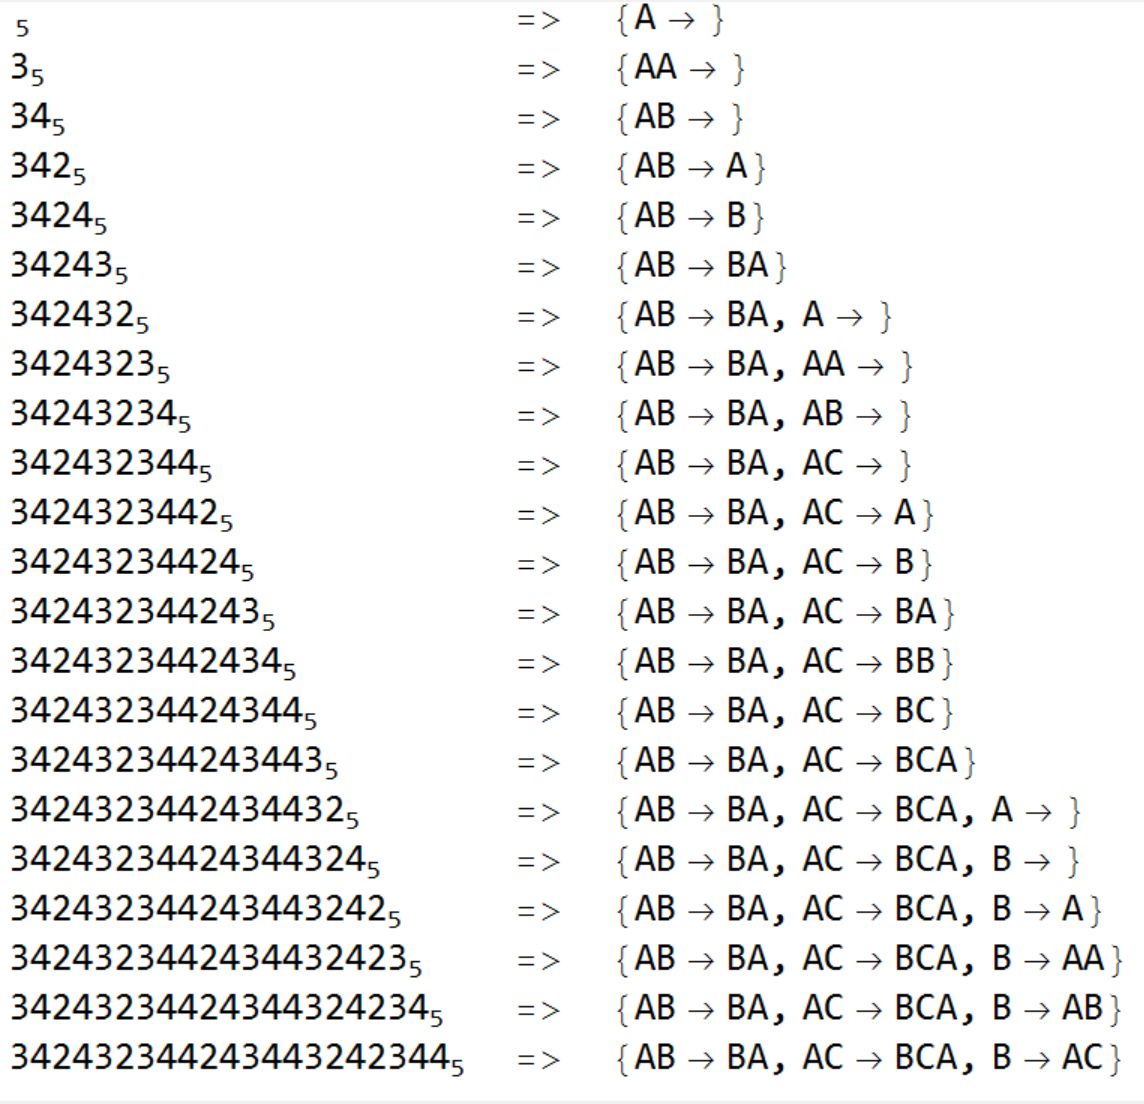 ₅ => {A → }
3₅ => {AA → }
34₅ => {AB → }
342₅ => {AB → A}
3424₅ => {AB → B}
34243₅ => {AB → BA}
342432₅ => {AB → BA, A → }
3424323₅ => {AB → BA, AA → }
34243234₅ => {AB → BA, AB → }
342432344₅ => {AB → BA, AC → }
3424323442₅ => {AB → BA, AC → A}
34243234424₅ => {AB → BA, AC → B}
342432344243₅ => {AB → BA, AC → BA}
3424323442434₅ => {AB → BA, AC → BB}
34243234424344₅ => {AB → BA, AC → BC}
342432344243443₅ => {AB → BA, AC → BCA}
3424323442434432₅ => {AB → BA, AC → BCA, A → }
34243234424344324₅ => {AB → BA, AC → BCA, B → }
342432344243443242₅ => {AB → BA, AC → BCA, B → A}
3424323442434432423₅ => {AB → BA, AC → BCA, B → AA}
34243234424344324234₅ => {AB → BA, AC → BCA, B → AB}
342432344243443242344₅ => {AB → BA, AC → BCA, B → AC}